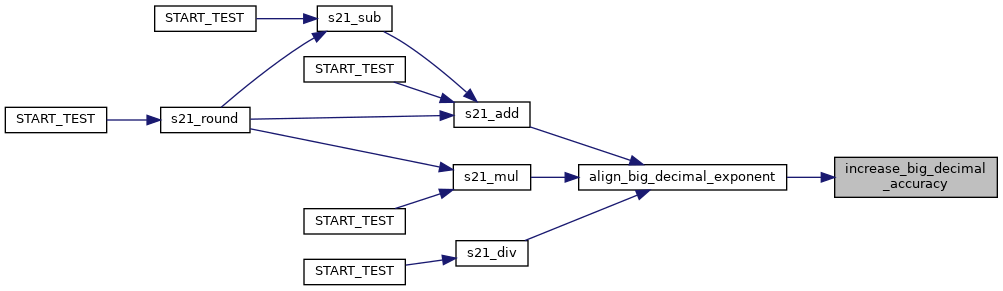 START_TEST
s21_sub
START_TEST
s21_add
START_TEST
s21_round
increase_big_decimal
_accuracy
s21_mul
align_big_decimal_exponent
START_TEST
s21_div
START_TEST